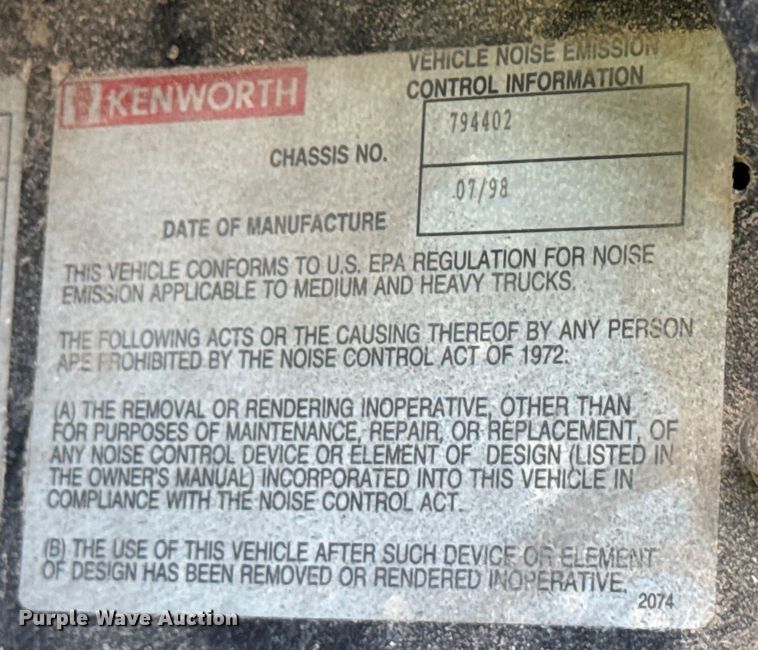 KENWORTH
VEHICLE NOISE EMISSION
CONTROL INFORMATION
CHASSIS NO.
794402
DATE OF MANUFACTURE
07/98
THIS VEHICLE CONFORMS TO U.S. EPA REGULATION FOR NOISE
EMISSION APPLICABLE TO MEDIUM AND HEAVY TRUCKS.
THE FOLLOWING ACTS OR THE CAUSING THEREOF BY ANY PERSON
ARE PROHIBITED BY THE NOISE CONTROL ACT OF 1972:
(A) THE REMOVAL OR RENDERING INOPERATIVE, OTHER THAN
FOR PURPOSES OF MAINTENANCE, REPAIR, OR REPLACEMENT, OF
ANY NOISE CONTROL DEVICE OR ELEMENT OF DESIGN (LISTED IN
THE OWNER'S MANUAL) INCORPORATED INTO THIS VEHICLE IN
COMPLIANCE WITH THE NOISE CONTROL ACT.
(B) THE USE OF THIS VEHICLE AFTER SUCH DEVICE OR ELEMENT
OF DESIGN HAS BEEN REMOVED OR RENDERED INOPERATIVE.
2074
Purple Wave Auction